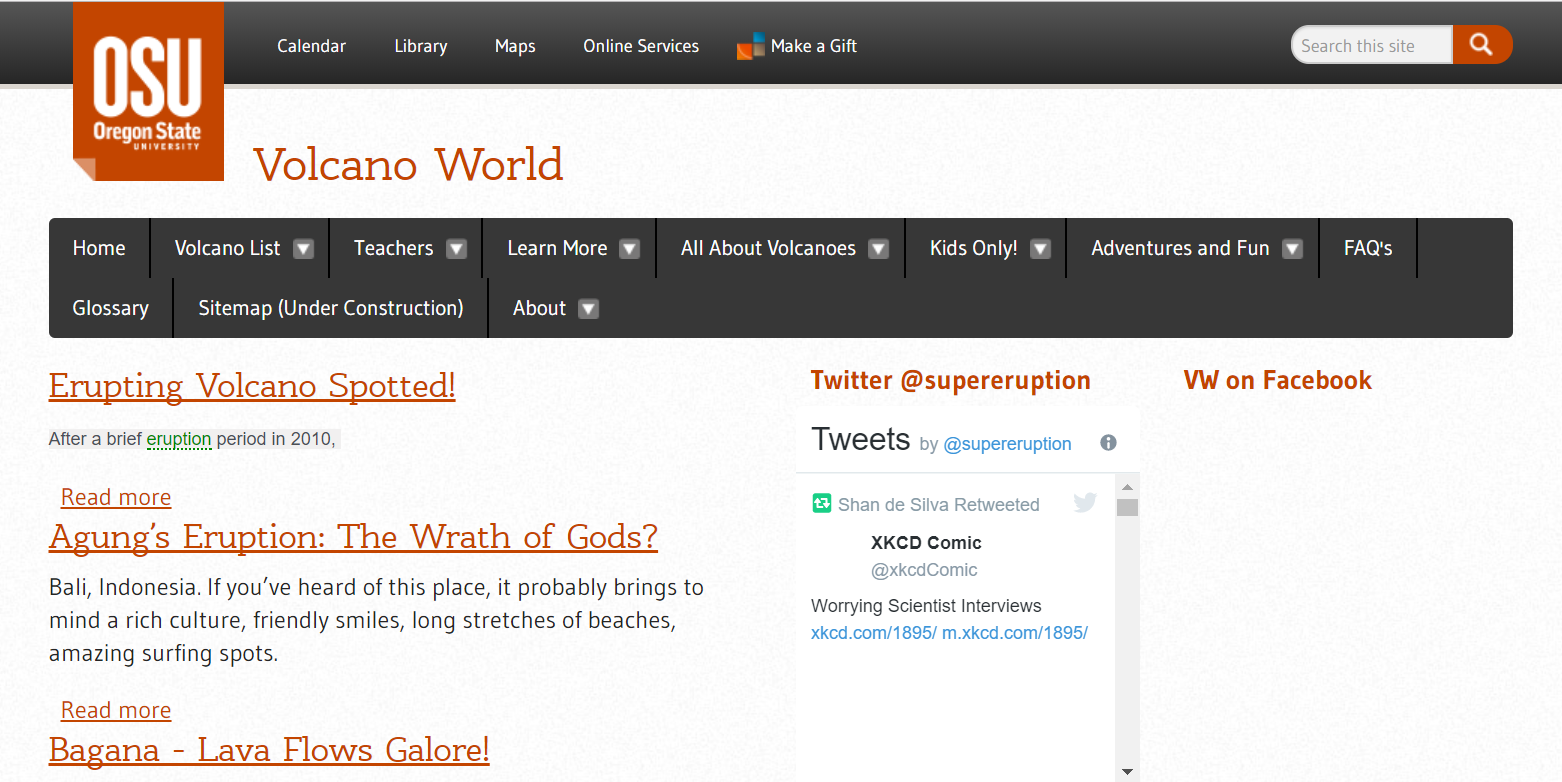 OSU
Oregon State
UNIVERSITY
Calendar Library Maps Online Services Make a Gift
Search this site
Volcano World
Home Volcano List Teachers Learn More All About Volcanoes Kids Only! Adventures and Fun FAQ's
Glossary Sitemap (Under Construction) About
Erupting Volcano Spotted!
After a brief eruption period in 2010,
Read more
Agung’s Eruption: The Wrath of Gods?
Bali, Indonesia. If you’ve heard of this place, it probably brings to
mind a rich culture, friendly smiles, long stretches of beaches,
amazing surfing spots.
Read more
Bagana - Lava Flows Galore!
Twitter @supereruption
Tweets by @supereruption
Shan de Silva Retweeted
XKCD Comic
@xkcdComic
Worrying Scientist Interviews
xkcd.com/1895/ m.xkcd.com/1895/
VW on Facebook